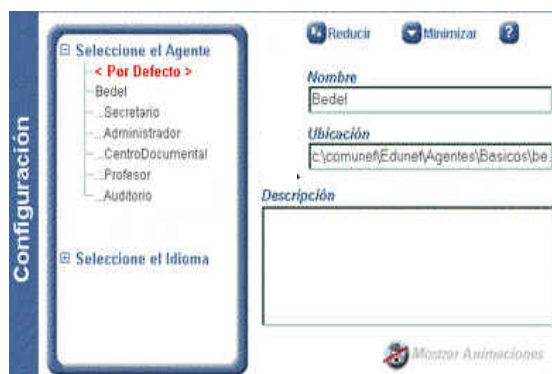 Configuración
Seleccione el Agente
< Por Defecto >
Bedel
...Secretario
...Administrador
...CentroDocumental
...Profesor
...Auditorio
Seleccione el Idioma
Reducir Minimizar ?
Nombre
Bedel
Ubicación
c:\comunet\Edunet\Agentes\Basicos\be
Descripción
Mostrar Animaciones